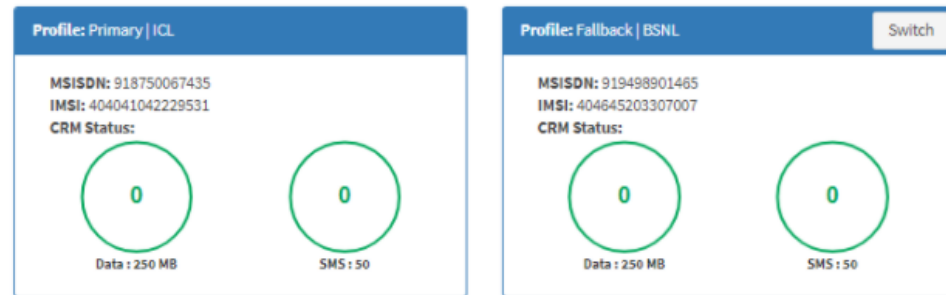 Profile: Primary | ICL
MSISDN: 918750067435
IMSI: 404041042229531
CRM Status:
0
0
Data : 250 MB
SMS : 50
Profile: Fallback | BSNL
Switch
MSISDN: 919498901465
IMSI: 404645203307007
CRM Status:
0
0
Data : 250 MB
SMS : 50